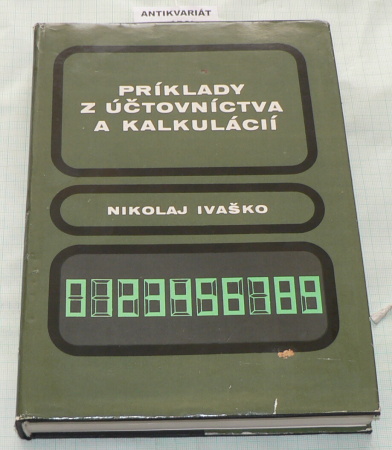 ANTIKVARIÁT
PRÍKLADY
Z ÚČTOVNÍCTVA
A KALKULÁCIÍ
NIKOLAJ IVAŠKO
0123456789